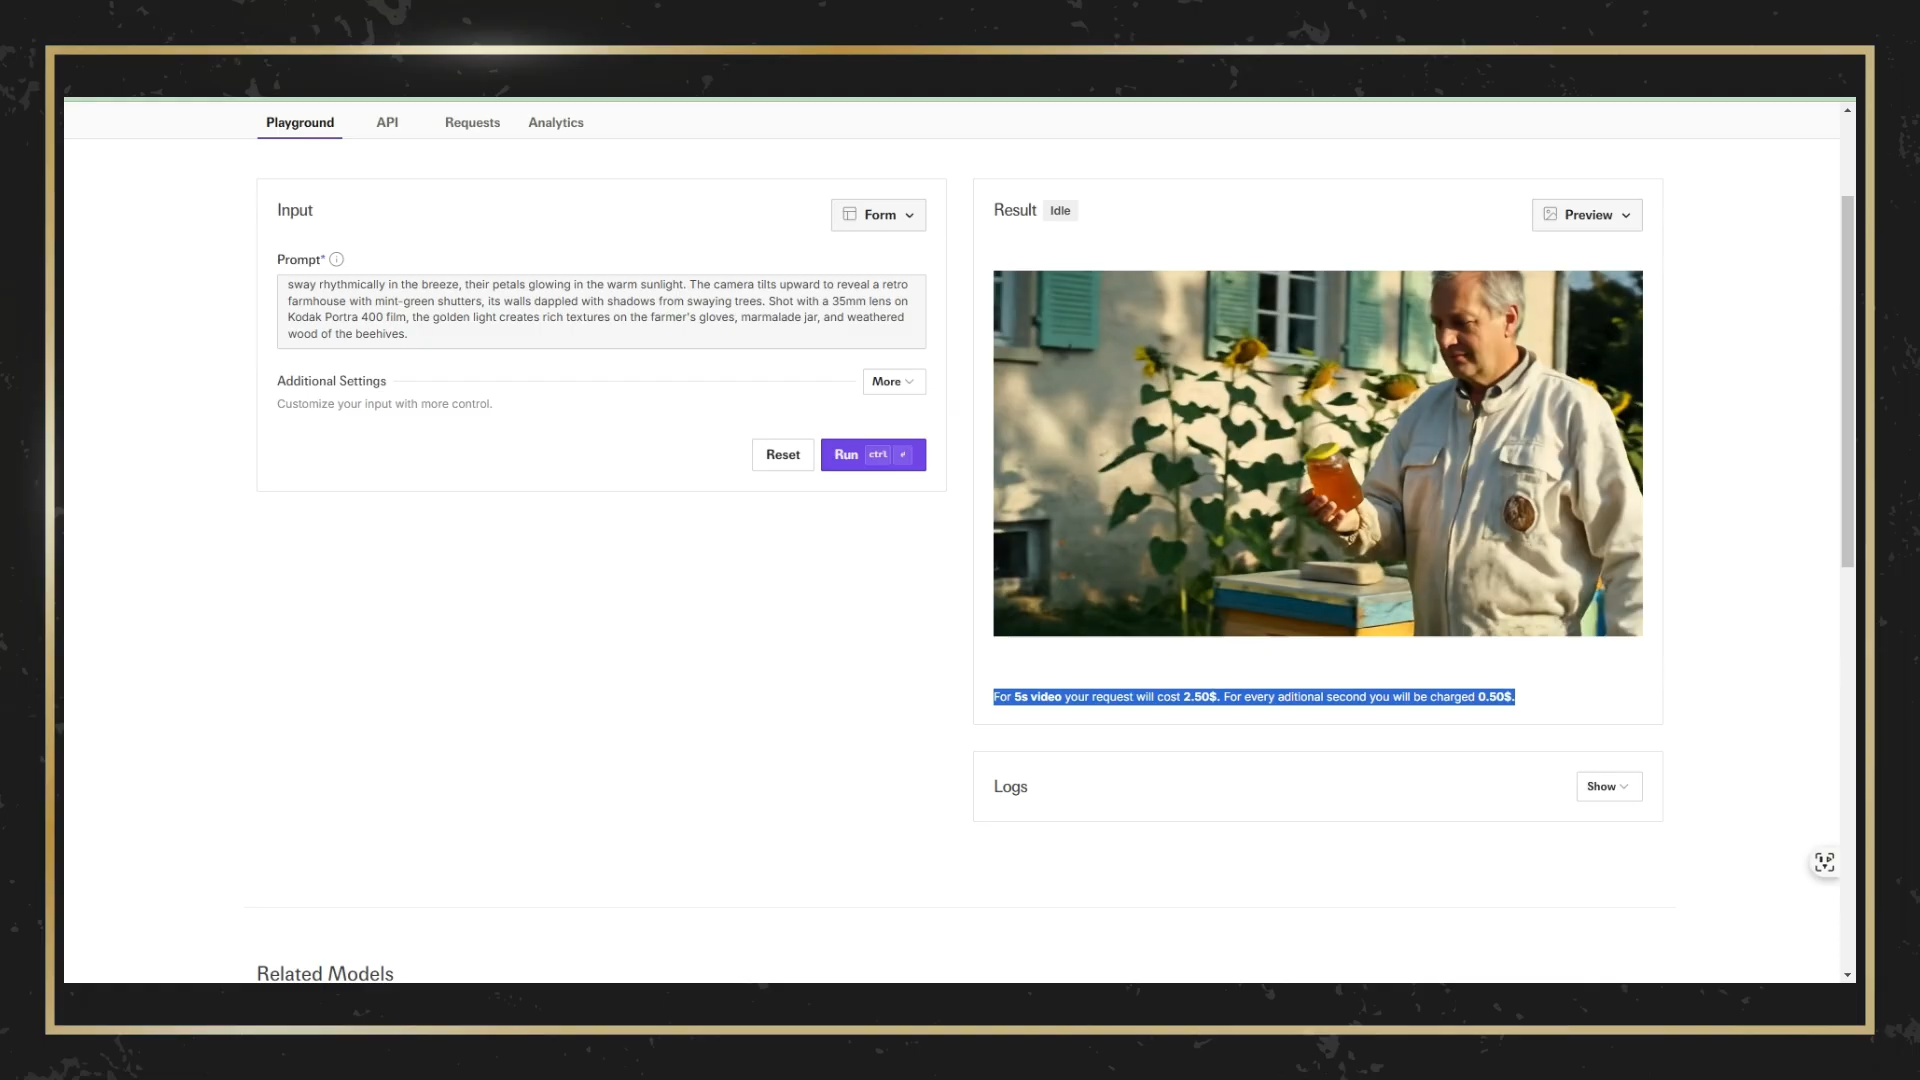 Playground API Requests Analytics
Input
Form
Prompt*
sway rhythmically in the breeze, their petals glowing in the warm sunlight. The camera tilts upward to reveal a retro
farmhouse with mint-green shutters, its walls dappled with shadows from swaying trees. Shot with a 35mm lens on
Kodak Portra 400 film, the golden light creates rich textures on the farmer's gloves, marmalade jar, and weathered
wood of the beehives.
Additional Settings
More
Customize your input with more control.
Reset
Run ctrl
Result Idle
Preview
For 5s video your request will cost 2.50$. For every aditional second you will be charged 0.50$.
Logs
Show
Related Models